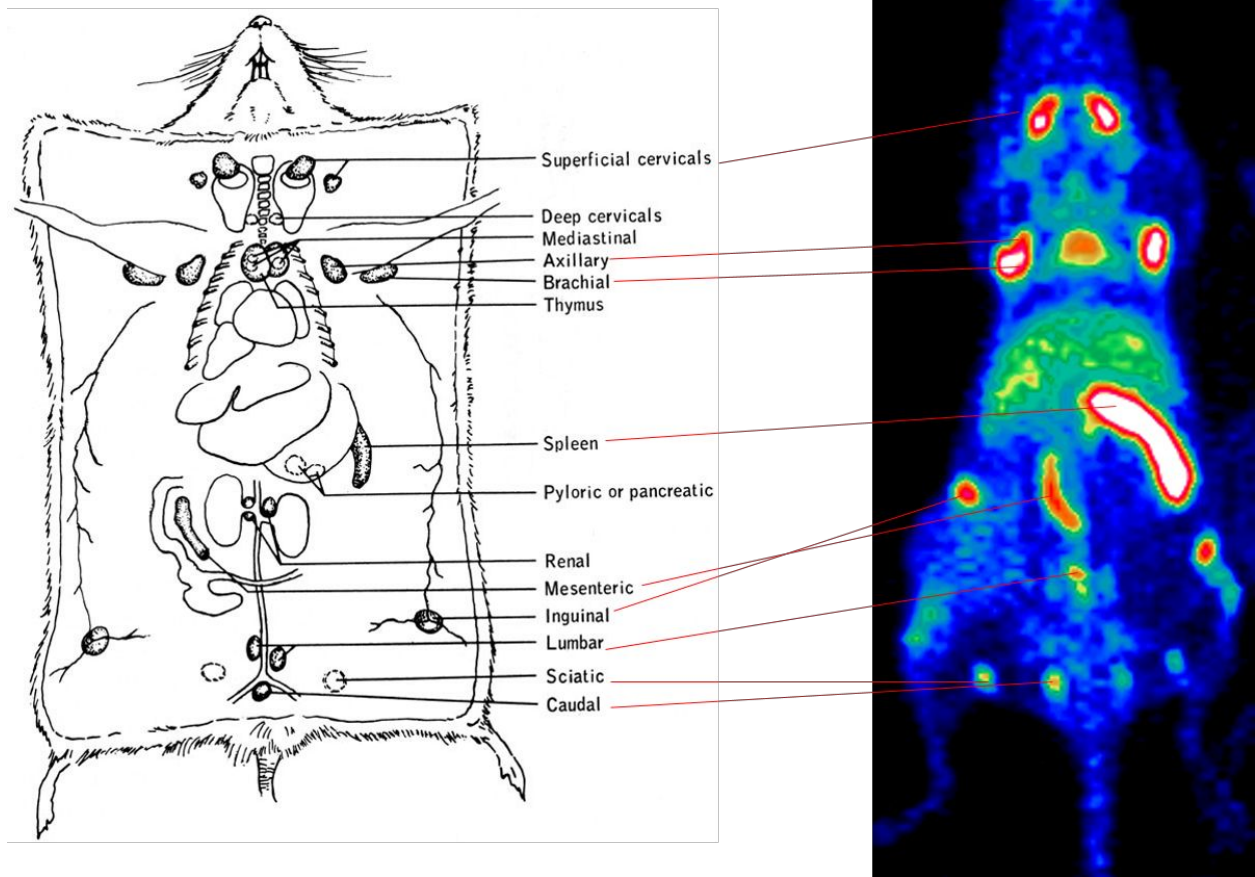 Superficial cervicals
Deep cervicals
Mediastinal
Axillary
Brachial
Thymus
Spleen
Pyloric or pancreatic
Renal
Mesenteric
Inguinal
Lumbar
Sciatic
Caudal